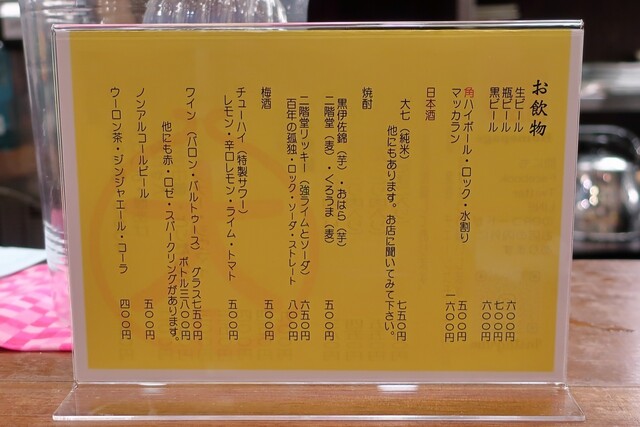 お飲物
生ビール 六〇〇円
瓶ビール 七〇〇円
黒ビール 六〇〇円
角ハイボール・ロック・水割り 五〇〇円
マッカラン 一六〇〇円
日本酒
大七（純米） 七五〇円
他にもあります。お店に聞いてみて下さい。
焼酎
黒伊佐錦（芋）・おはら（芋）
二階堂（麦）・くろうま（麦） 五〇〇円
二階堂リッキー（強ライムとソーダ） 六五〇円
百年の孤独・ロック・ソーダ・ストレート 八〇〇円
梅酒 五〇〇円
チューハイ（特製サワー）
レモン・辛口レモン・ライム・トマト 五〇〇円
ワイン（バロン・バルトゥース） グラス七五〇円
ボトル三八〇〇円
他にも赤・ロゼ・スパークリングがあります。
ノンアルコールビール 五〇〇円
ウーロン茶・ジンジャエール・コーラ 四〇〇円